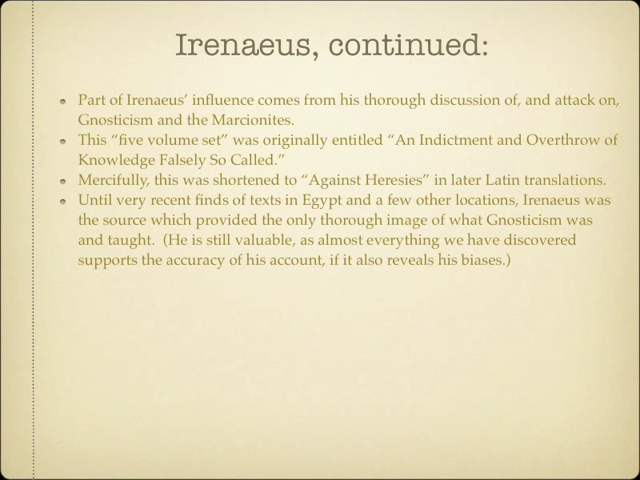 Irenaeus, continued:
Part of Irenaeus’ influence comes from his thorough discussion of, and attack on,
Gnosticism and the Marcionites.
This “five volume set” was originally entitled “An Indictment and Overthrow of
Knowledge Falsely So Called.”
Mercifully, this was shortened to “Against Heresies” in later Latin translations.
Until very recent finds of texts in Egypt and a few other locations, Irenaeus was
the source which provided the only thorough image of what Gnosticism was
and taught.  (He is still valuable, as almost everything we have discovered
supports the accuracy of his account, if it also reveals his biases.)